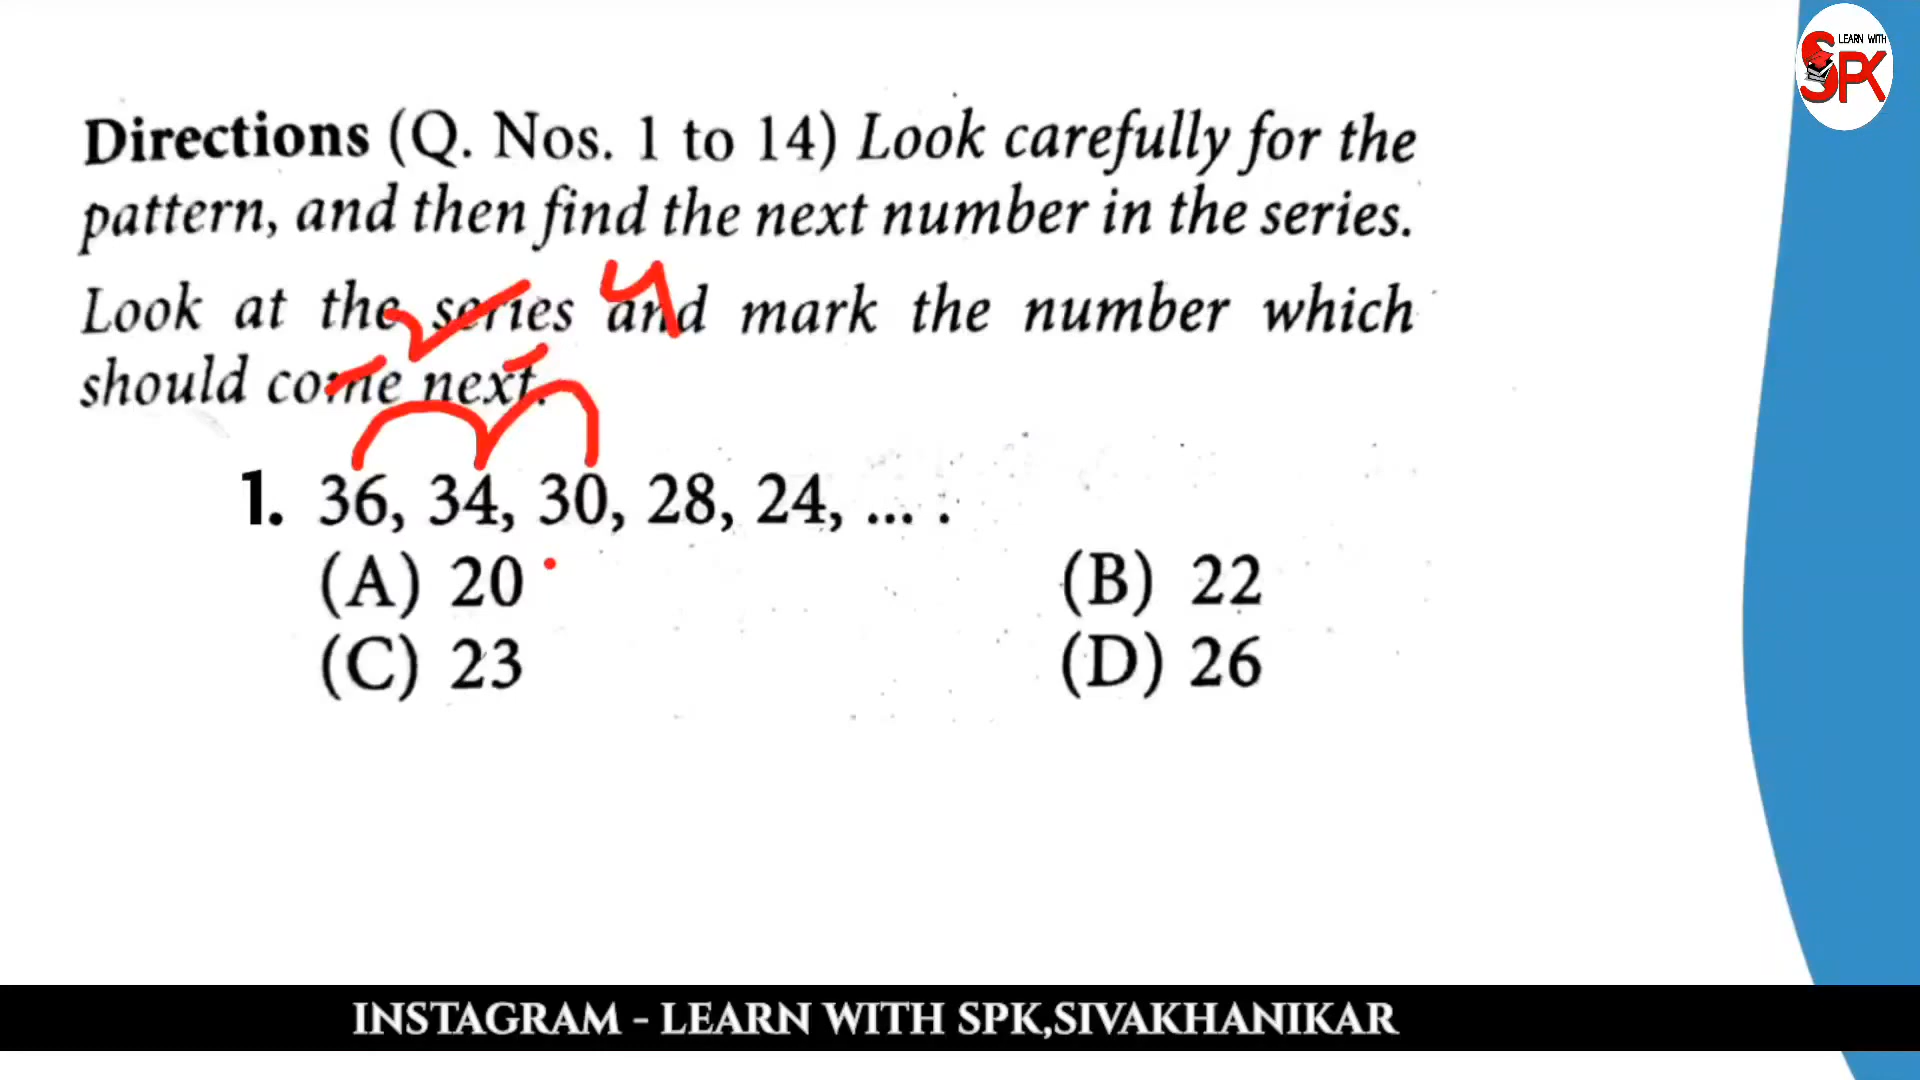 LEARN WITH
SPK
Directions (Q. Nos. 1 to 14) Look carefully for the
pattern, and then find the next number in the series.
Look at the series and mark the number which
should come next.
- 2 - 4
1. 36, 34, 30, 28, 24, ... .
(A) 20 (B) 22
(C) 23 (D) 26
INSTAGRAM - LEARN WITH SPK,SIVAKHANIKAR